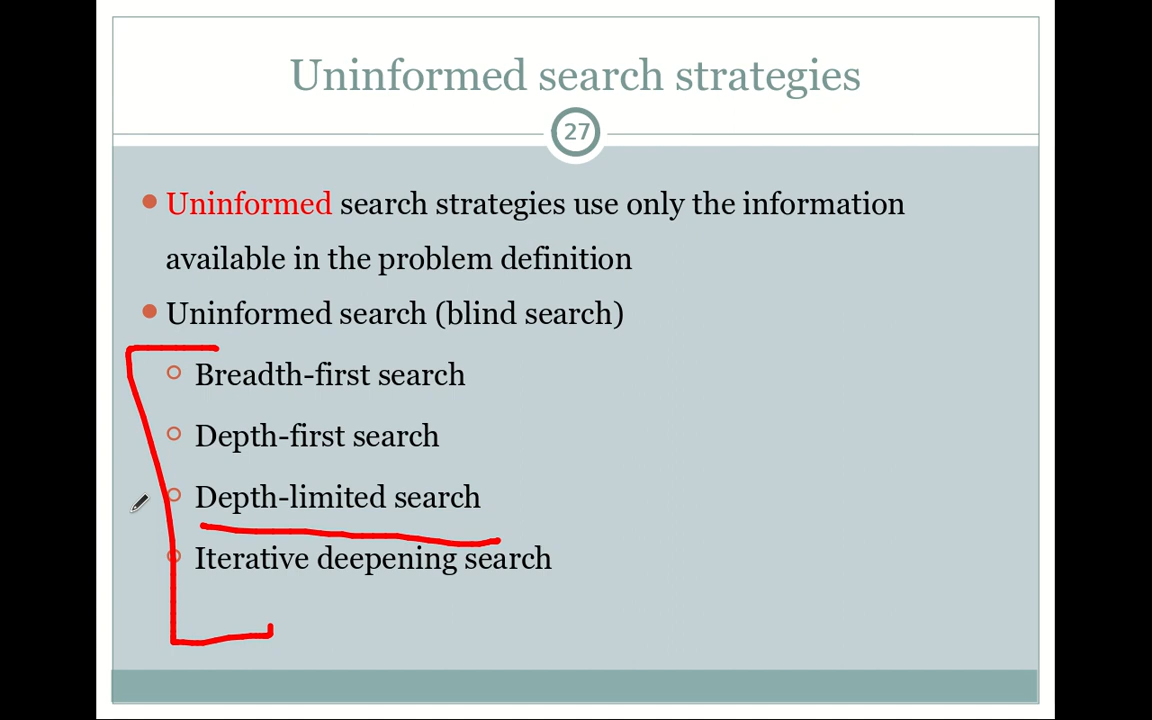 Uninformed search strategies
27
Uninformed search strategies use only the information
available in the problem definition
Uninformed search (blind search)
Breadth-first search
Depth-first search
Depth-limited search
Iterative deepening search